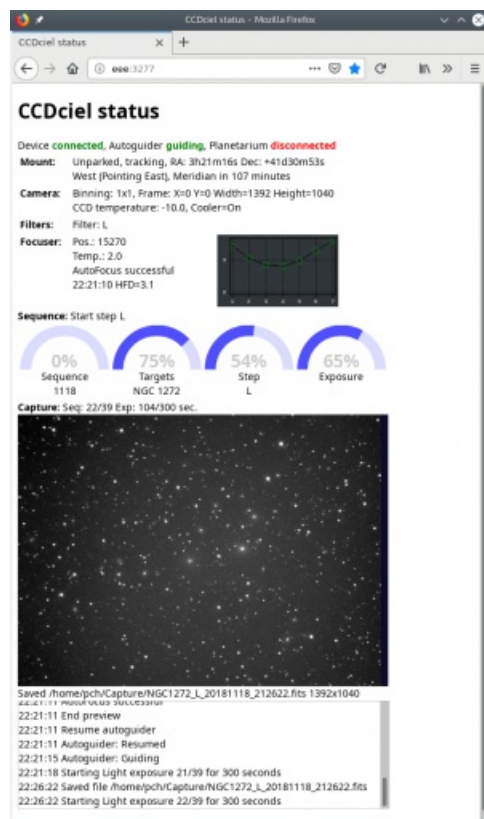 CCDciel status - Mozilla Firefox
CCDciel status
eee:3277
CCDciel status
Device connected, Autoguider guiding, Planetarium disconnected
Mount: Unparked, tracking, RA: 3h21m16s Dec: +41d30m53s
West (Pointing East), Meridian in 107 minutes
Camera: Binning: 1x1, Frame: X=0 Y=0 Width=1392 Height=1040
CCD temperature: -10.0, Cooler=On
Filters: Filter: L
Focuser: Pos.: 15270
Temp.: 2.0
AutoFocus successful
22:21:10 HFD=3.1
Sequence: Start step L
0% 75% 54% 65%
Sequence Targets Step Exposure
1118 NGC 1272 L
Capture: Seq: 22/39 Exp: 104/300 sec.
Saved /home/pch/Capture/NGC1272_L_20181118_212622.fits 1392x1040
22:21:11 AutoFocus successful
22:21:11 End preview
22:21:11 Resume autoguider
22:21:11 Autoguider: Resumed
22:21:15 Autoguider: Guiding
22:21:18 Starting Light exposure 21/39 for 300 seconds
22:26:22 Saved file /home/pch/Capture/NGC1272_L_20181118_212622.fits
22:26:22 Starting Light exposure 22/39 for 300 seconds